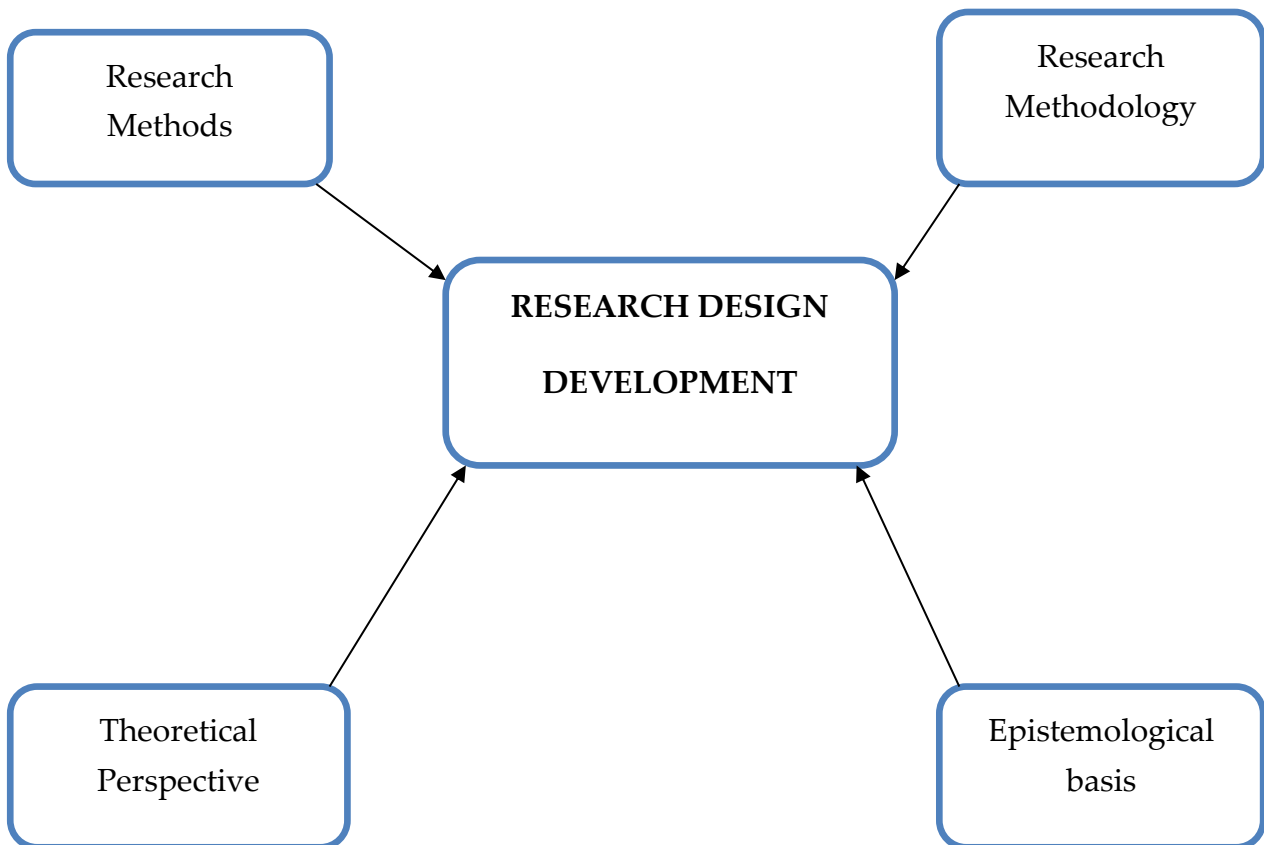 Research
Methods
Research
Methodology
RESEARCH DESIGN
DEVELOPMENT
Theoretical
Perspective
Epistemological
basis